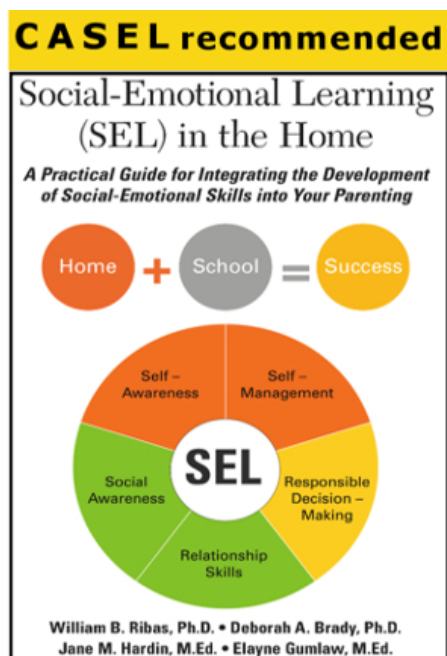 CASEL recommended
Social-Emotional Learning
(SEL) in the Home
A Practical Guide for Integrating the Development
of Social-Emotional Skills into Your Parenting
Home + School = Success
Self –
Awareness
Self –
Management
Social
Awareness
SEL
Responsible
Decision –
Making
Relationship
Skills
William B. Ribas, Ph.D. • Deborah A. Brady, Ph.D.
Jane M. Hardin, M.Ed. • Elayne Gumlaw, M.Ed.